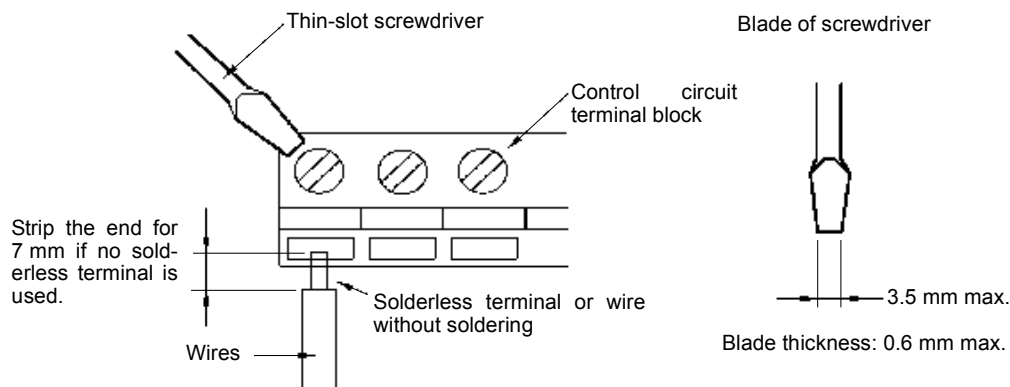 Thin-slot screwdriver
Blade of screwdriver
Control circuit
terminal block
Strip the end for
7 mm if no sold-
erless terminal is
used.
Solderless terminal or wire
without soldering
3.5 mm max.
Wires
Blade thickness: 0.6 mm max.